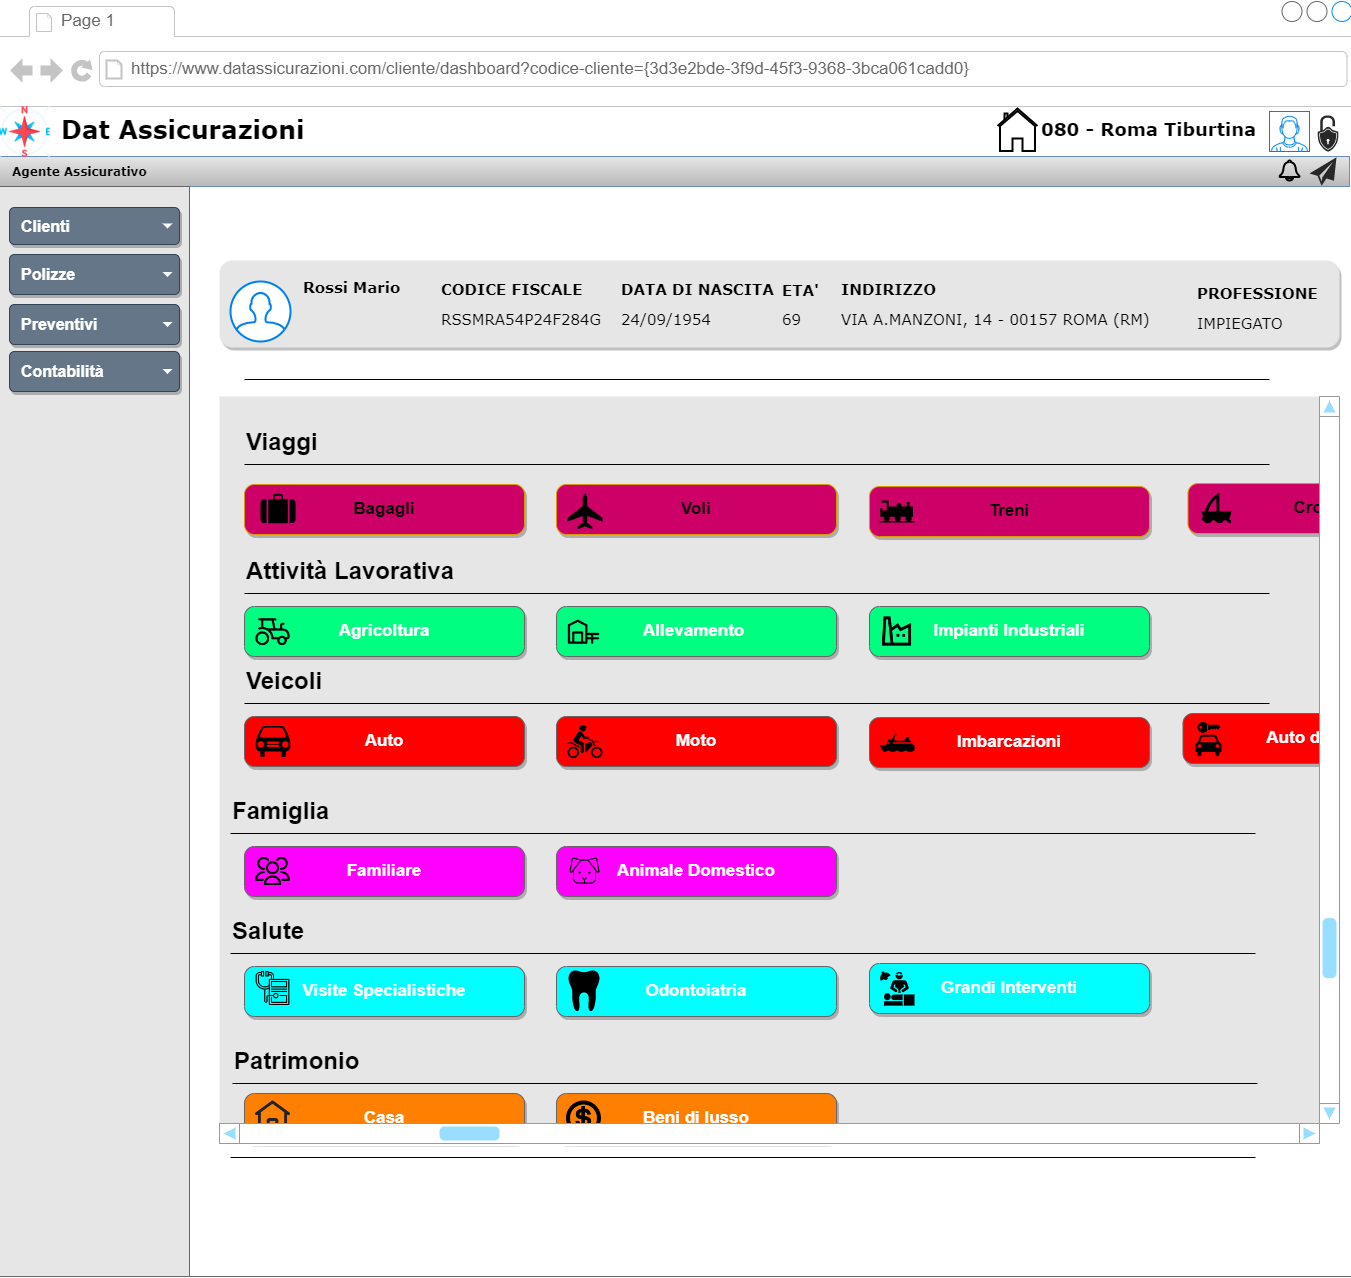 Page 1
https://www.datassicurazioni.com/cliente/dashboard?codice-cliente={3d3e2bde-3f9d-45f3-9368-3bca061cadd0}
N
W E
S
Dat Assicurazioni
080 - Roma Tiburtina
Agente Assicurativo
Clienti
Polizze
Preventivi
Contabilità
Rossi Mario
CODICE FISCALE
RSSMRA54P24F284G
DATA DI NASCITA
24/09/1954
ETA'
69
INDIRIZZO
VIA A.MANZONI, 14 - 00157 ROMA (RM)
PROFESSIONE
IMPIEGATO
Viaggi
Bagagli
Voli
Treni
Attività Lavorativa
Agricoltura
Allevamento
Impianti Industriali
Veicoli
Auto
Moto
Imbarcazioni
Auto d
Famiglia
Familiare
Animale Domestico
Salute
Visite Specialistiche
Odontoiatria
Grandi Interventi
Patrimonio
Casa
Beni di lusso